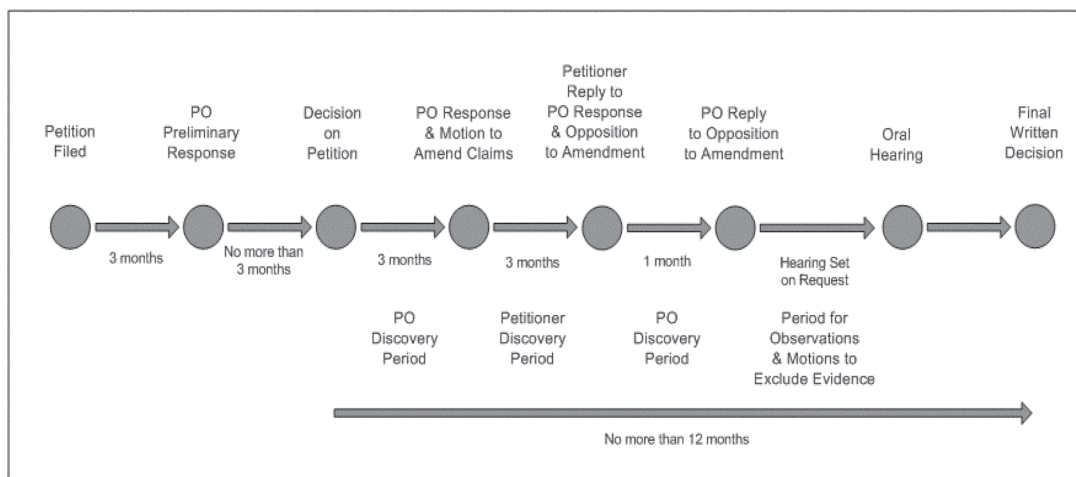 Petition
Filed
PO
Preliminary
Response
Decision
on
Petition
PO Response
& Motion to
Amend Claims
Petitioner
Reply to
PO Response
& Opposition
to Amendment
PO Reply
to Opposition
to Amendment
Oral
Hearing
Final
Written
Decision
3 months
No more than
3 months
3 months
3 months
1 month
Hearing Set
on Request
PO
Discovery
Period
Petitioner
Discovery
Period
PO
Discovery
Period
Period for
Observations
& Motions to
Exclude Evidence
No more than 12 months